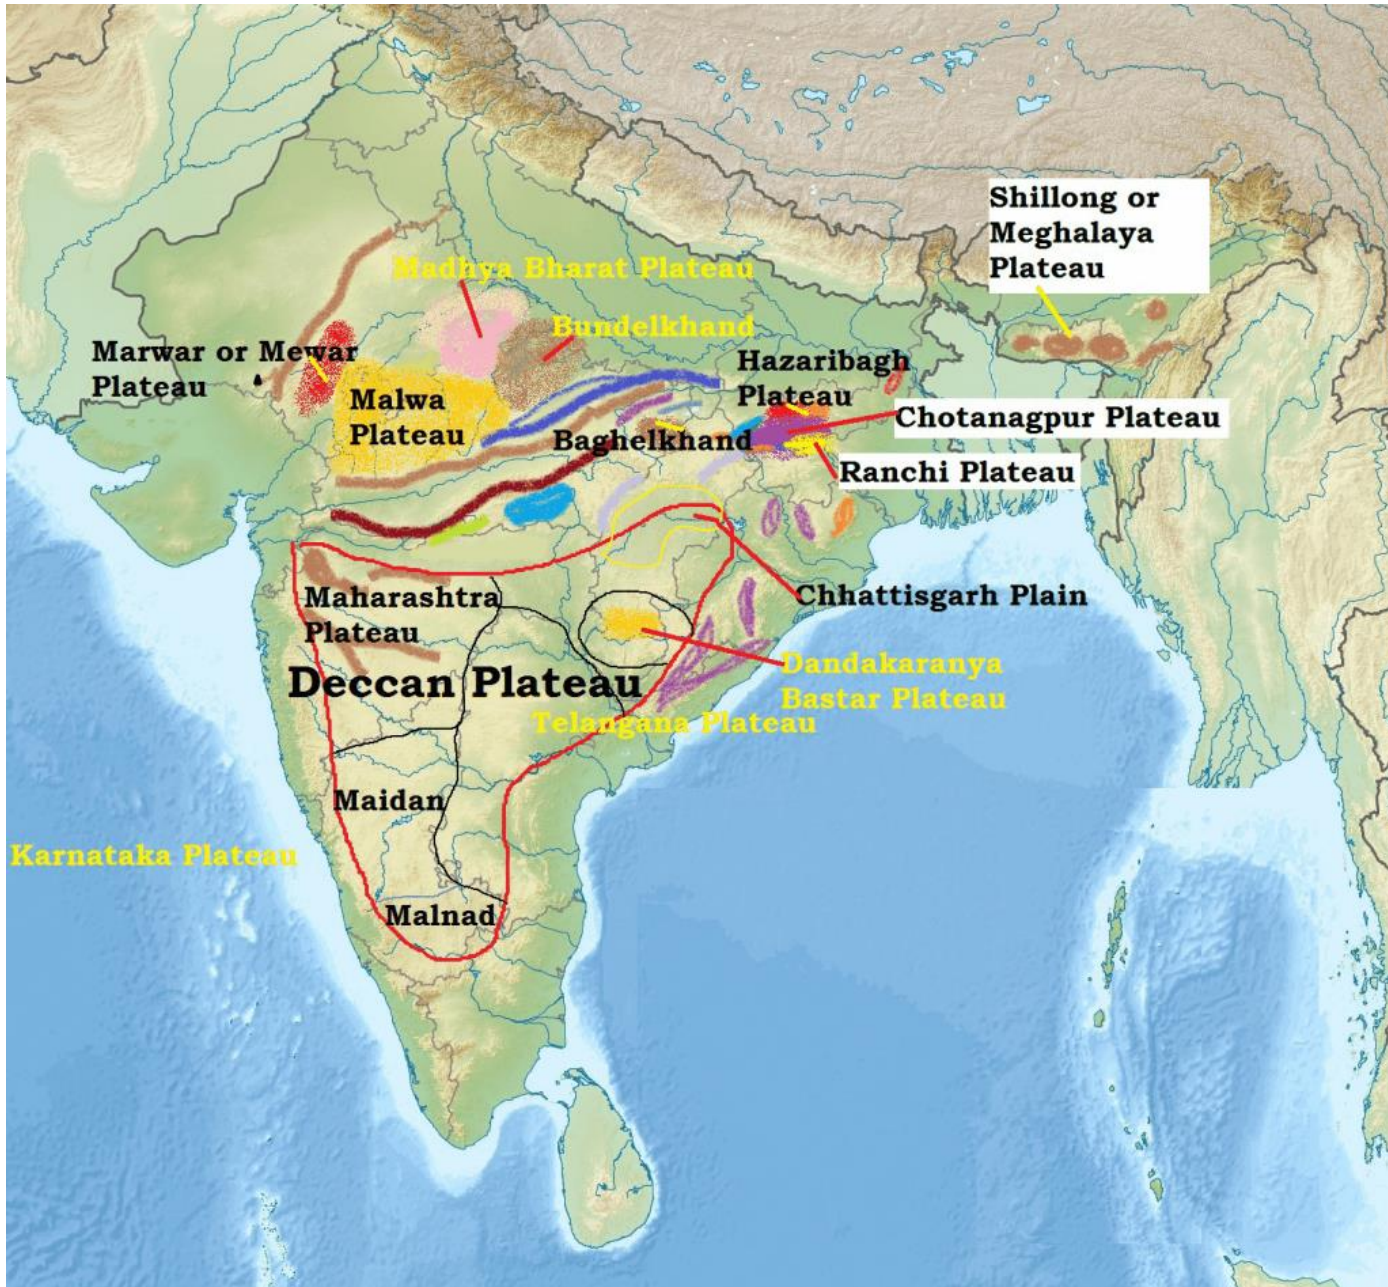 Shillong or
Meghalaya
Plateau
Madhya Bharat Plateau
Bundelkhand
Marwar or Mewar
Plateau
Hazaribagh
Plateau
Malwa
Plateau
Chotanagpur Plateau
Baghelkhand
Ranchi Plateau
Maharashtra
Plateau
Chhattisgarh Plain
Deccan Plateau
Dandakaranya
Bastar Plateau
Telangana Plateau
Maidan
Karnataka Plateau
Malnad